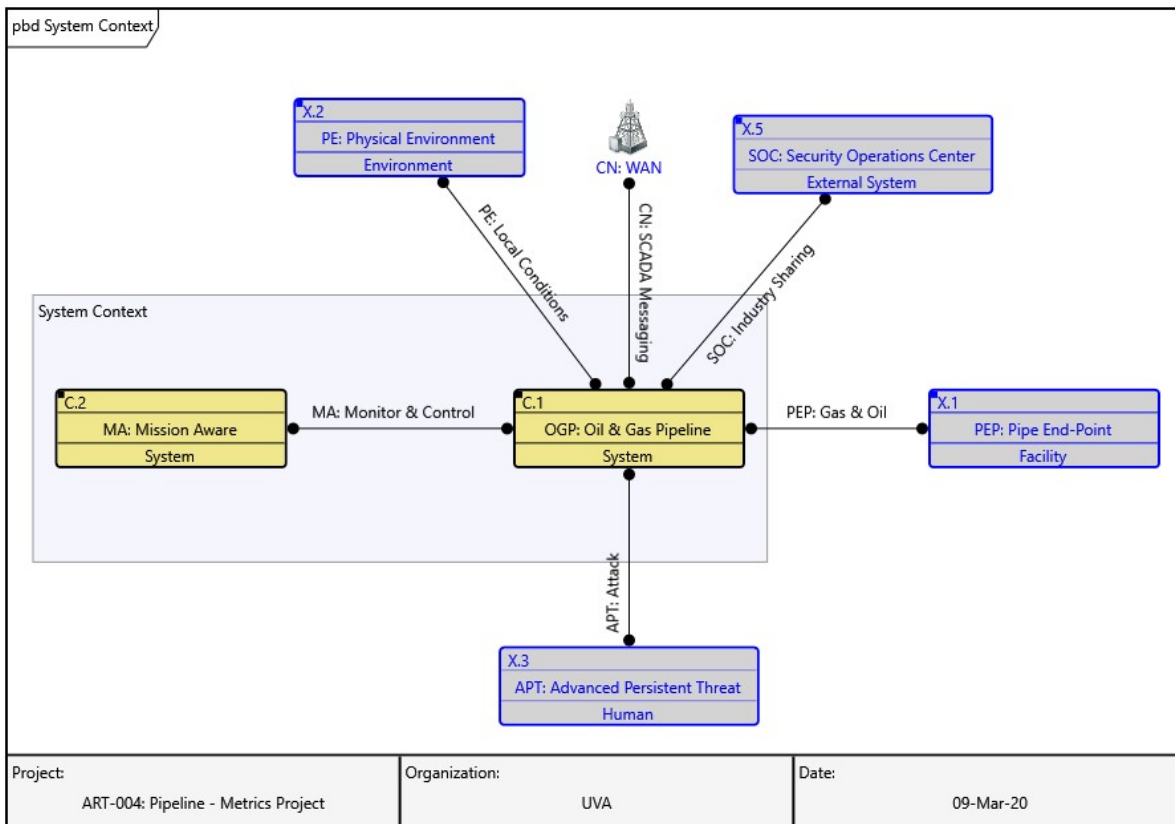 pbd System Context
X.2
PE: Physical Environment
Environment
CN: WAN
X.5
SOC: Security Operations Center
External System
PE: Local Conditions
CN: SCADA Messaging
SOC: Industry Sharing
System Context
C.2
MA: Mission Aware
System
MA: Monitor & Control
C.1
OGP: Oil & Gas Pipeline
System
PEP: Gas & Oil
X.1
PEP: Pipe End-Point
Facility
APT: Attack
X.3
APT: Advanced Persistent Threat
Human
Project:
ART-004: Pipeline - Metrics Project
Organization:
UVA
Date:
09-Mar-20